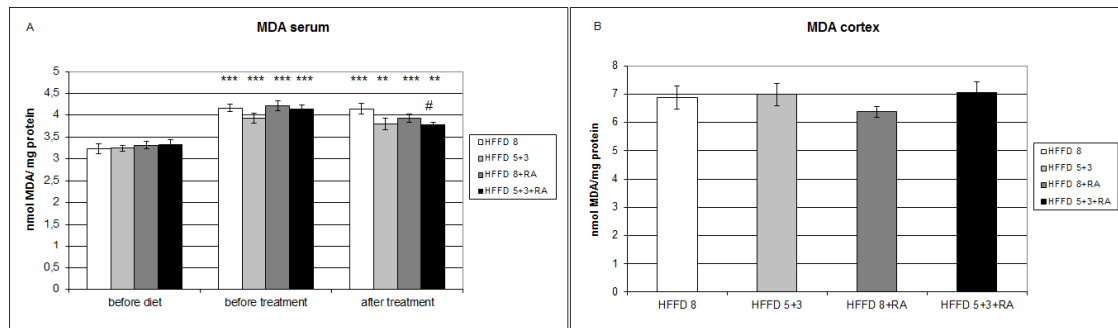 A
MDA serum
nmol MDA/ mg protein
5
4,5
4
3,5
3
2,5
2
1,5
1
0,5
0
*** *** *** *** *** ** *** **
#
before diet before treatment after treatment
HFFD 8
HFFD 5+3
HFFD 8+RA
HFFD 5+3+RA
B
MDA cortex
nmol MDA/mg protein
8
7
6
5
4
3
2
1
0
HFFD 8 HFFD 5+3 HFFD 8+RA HFFD 5+3+RA
HFFD 8
HFFD 5+3
HFFD 8+RA
HFFD 5+3+RA